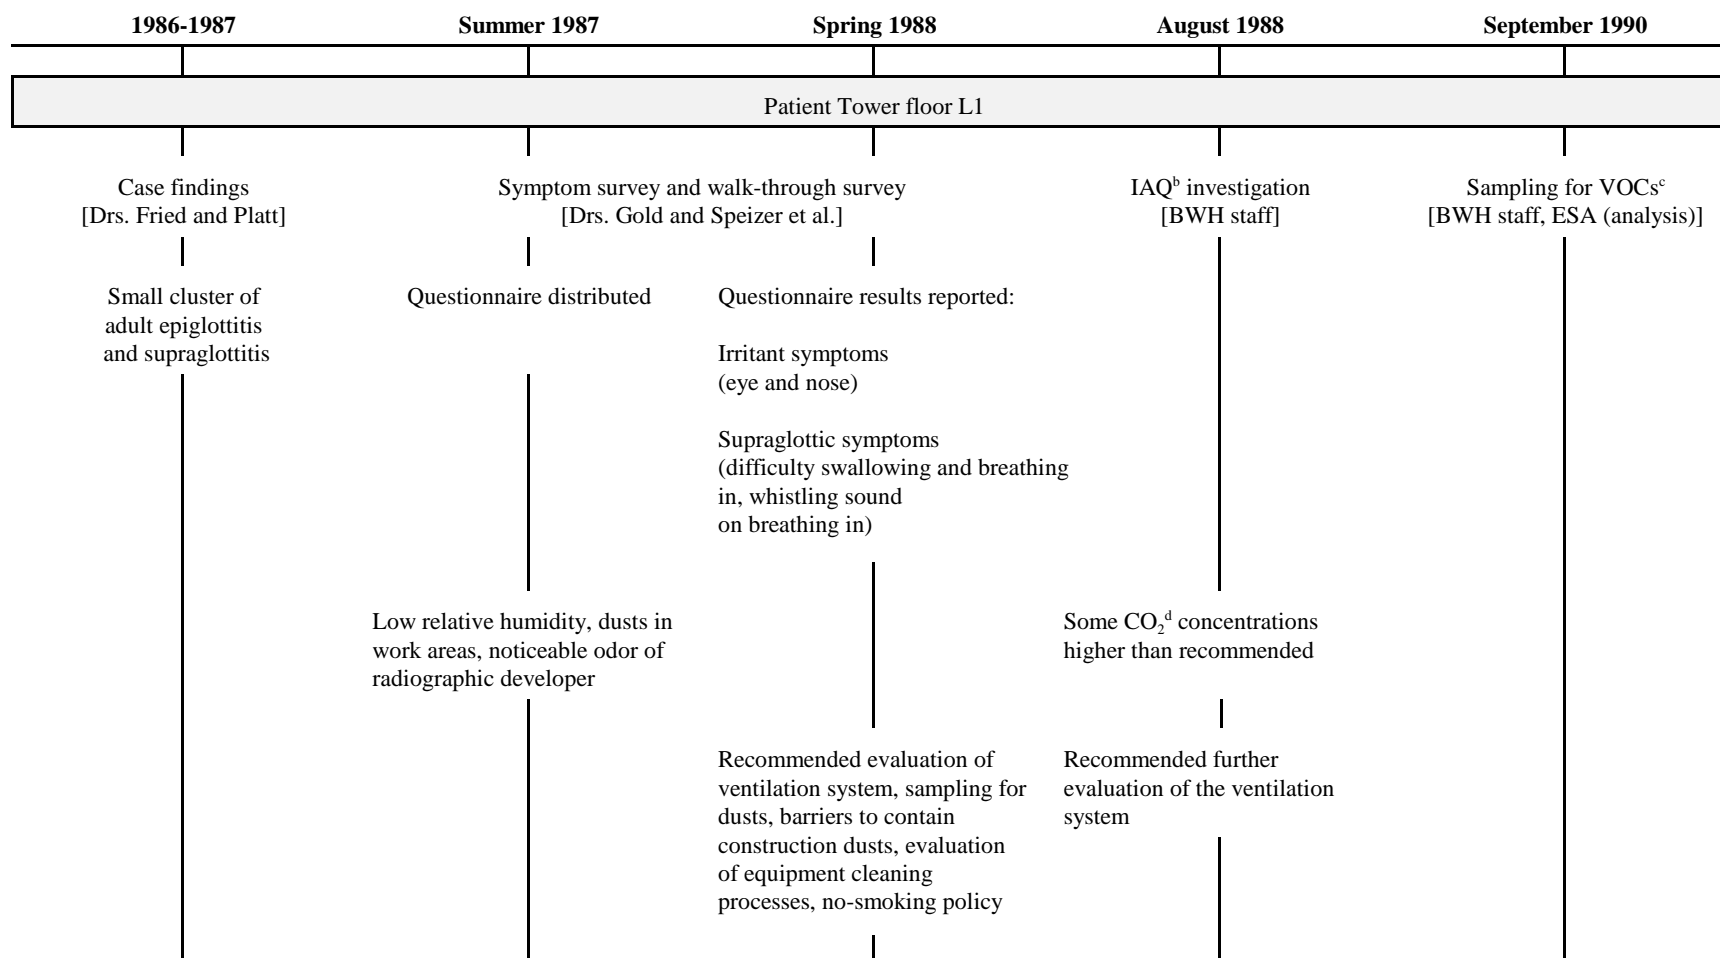 1986-1987
Summer 1987
Spring 1988
August 1988
September 1990
Patient Tower floor L1
Case findings
[Drs. Fried and Platt]
Symptom survey and walk-through survey
[Drs. Gold and Speizer et al.]
IAQᵇ investigation
[BWH staff]
Sampling for VOCsᶜ
[BWH staff, ESA (analysis)]
Small cluster of
adult epiglottitis
and supraglottitis
Questionnaire distributed
Questionnaire results reported:
Irritant symptoms
(eye and nose)
Supraglottic symptoms
(difficulty swallowing and breathing
in, whistling sound
on breathing in)
Low relative humidity, dusts in
work areas, noticeable odor of
radiographic developer
Some CO₂ᵈ concentrations
higher than recommended
Recommended evaluation of
ventilation system, sampling for
dusts, barriers to contain
construction dusts, evaluation
of equipment cleaning
processes, no-smoking policy
Recommended further
evaluation of the ventilation
system